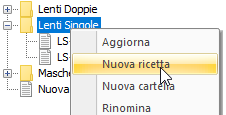 Lenti Doppie
Lenti Singole
LS
Aggiorna
LS
Nuova ricetta
Masche
Nuova cartella
Nuova
Rinomina